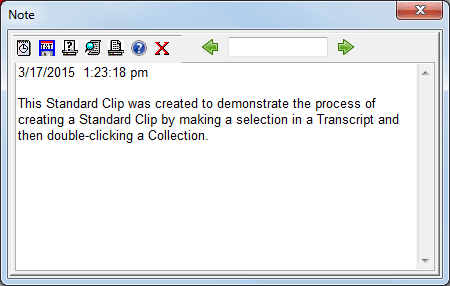 Note
TXT
3/17/2015  1:23:18 pm
This Standard Clip was created to demonstrate the process of
creating a Standard Clip by making a selection in a Transcript and
then double-clicking a Collection.